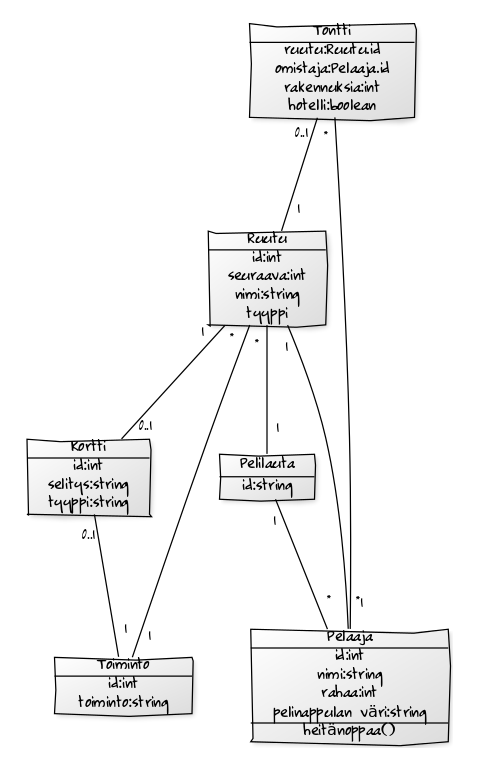 Tontti
ruutu:Ruutu.id
omistaja:Pelaaja.id
rakennuksia:int
hotelli:boolean
0..1
*
1
Ruutu
id:int
seuraava:int
nimi:string
tyyppi
1
*
*
1
0..1
1
Kortti
id:int
selitys:string
tyyppi:string
Pelilauta
id:string
0..1
1
1
1
*
*
1
Toiminto
id:int
toiminto:string
Pelaaja
id:int
nimi:string
rahaa:int
pelinappulan väri:string
heitänoppaa()